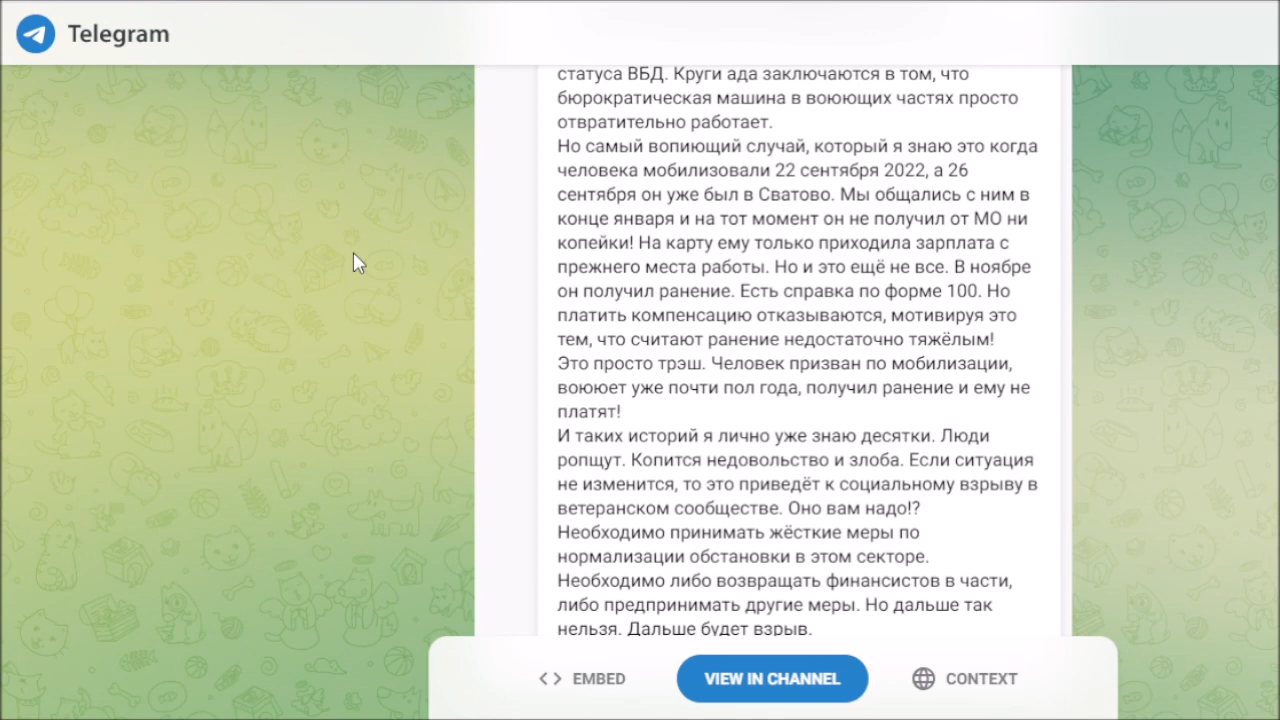 Telegram
статуса ВБД. Круги ада заключаются в том, что
бюрократическая машина в воюющих частях просто
отвратительно работает.
Но самый вопиющий случай, который я знаю это когда
человека мобилизовали 22 сентября 2022, а 26
сентября он уже был в Сватово. Мы общались с ним в
конце января и на тот момент он не получил от МО ни
копейки! На карту ему только приходила зарплата с
прежнего места работы. Но и это ещё не все. В ноябре
он получил ранение. Есть справка по форме 100. Но
платить компенсацию отказываются, мотивируя это
тем, что считают ранение недостаточно тяжёлым!
Это просто трэш. Человек призван по мобилизации,
воююет уже почти пол года, получил ранение и ему не
платят!
И таких историй я лично уже знаю десятки. Люди
ропщут. Копится недовольство и злоба. Если ситуация
не изменится, то это приведёт к социальному взрыву в
ветеранском сообществе. Оно вам надо!?
Необходимо принимать жёсткие меры по
нормализации обстановки в этом секторе.
Необходимо либо возвращать финансистов в части,
либо предпринимать другие меры. Но дальше так
нельзя. Дальше будет взрыв.
EMBED
VIEW IN CHANNEL
CONTEXT